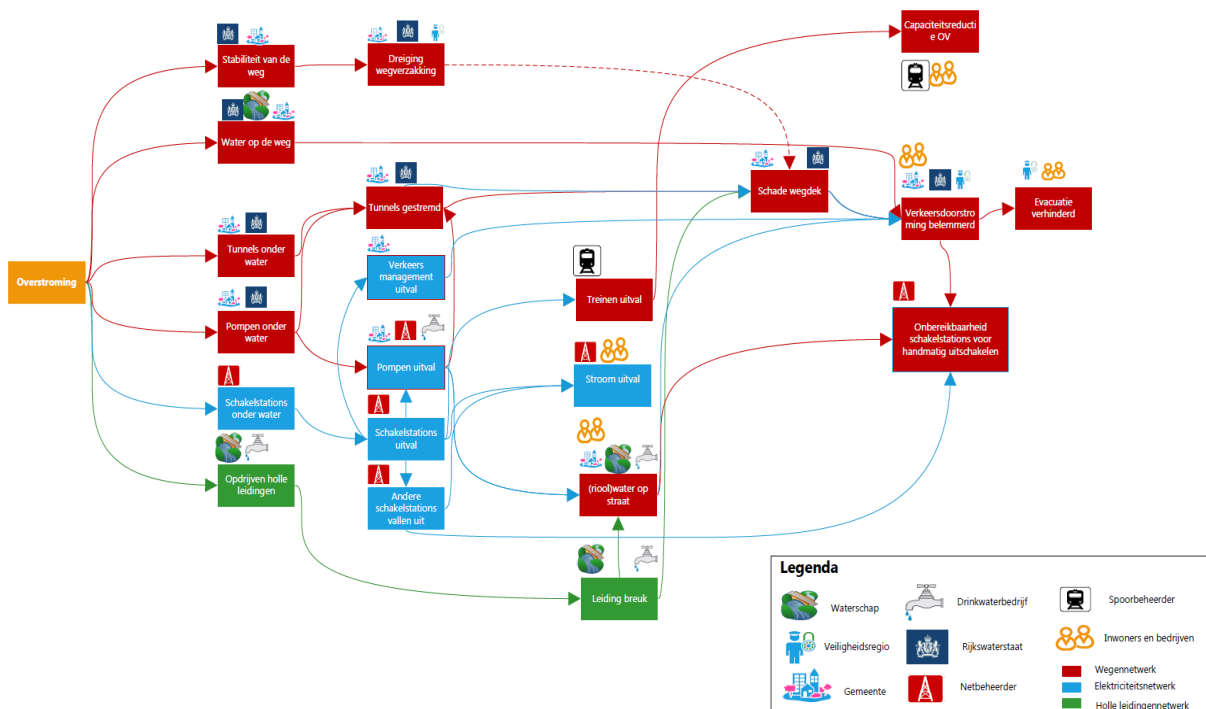 Capaciteitsreducti
e OV
Stabiliteit van de
weg
Dreiging
wegverzakking
Water op de weg
Schade wegdek
Tunnels gestremd
Verkeersdoorstro
ming belemmerd
Evacuatie
verhinderd
Tunnels onder
water
Verkeers
management
uitval
Overstroming
Treinen uitval
Pompen onder
water
Onbereikbaarheid
schakelstations voor
handmatig uitschakelen
Pompen uitval
Stroom uitval
Schakelstations
onder water
Schakelstations
uitval
Opdrijven holle
leidingen
(riool)water op
straat
Andere
schakelstations
vallen uit
Leiding breuk
Legenda
Waterschap
Drinkwaterbedrijf
Spoorbeheerder
Veiligheidsregio
Rijkswaterstaat
Inwoners en bedrijven
Gemeente
Netbeheerder
Wegennetwerk
Elektriciteitsnetwerk
Holle leidingennetwerk